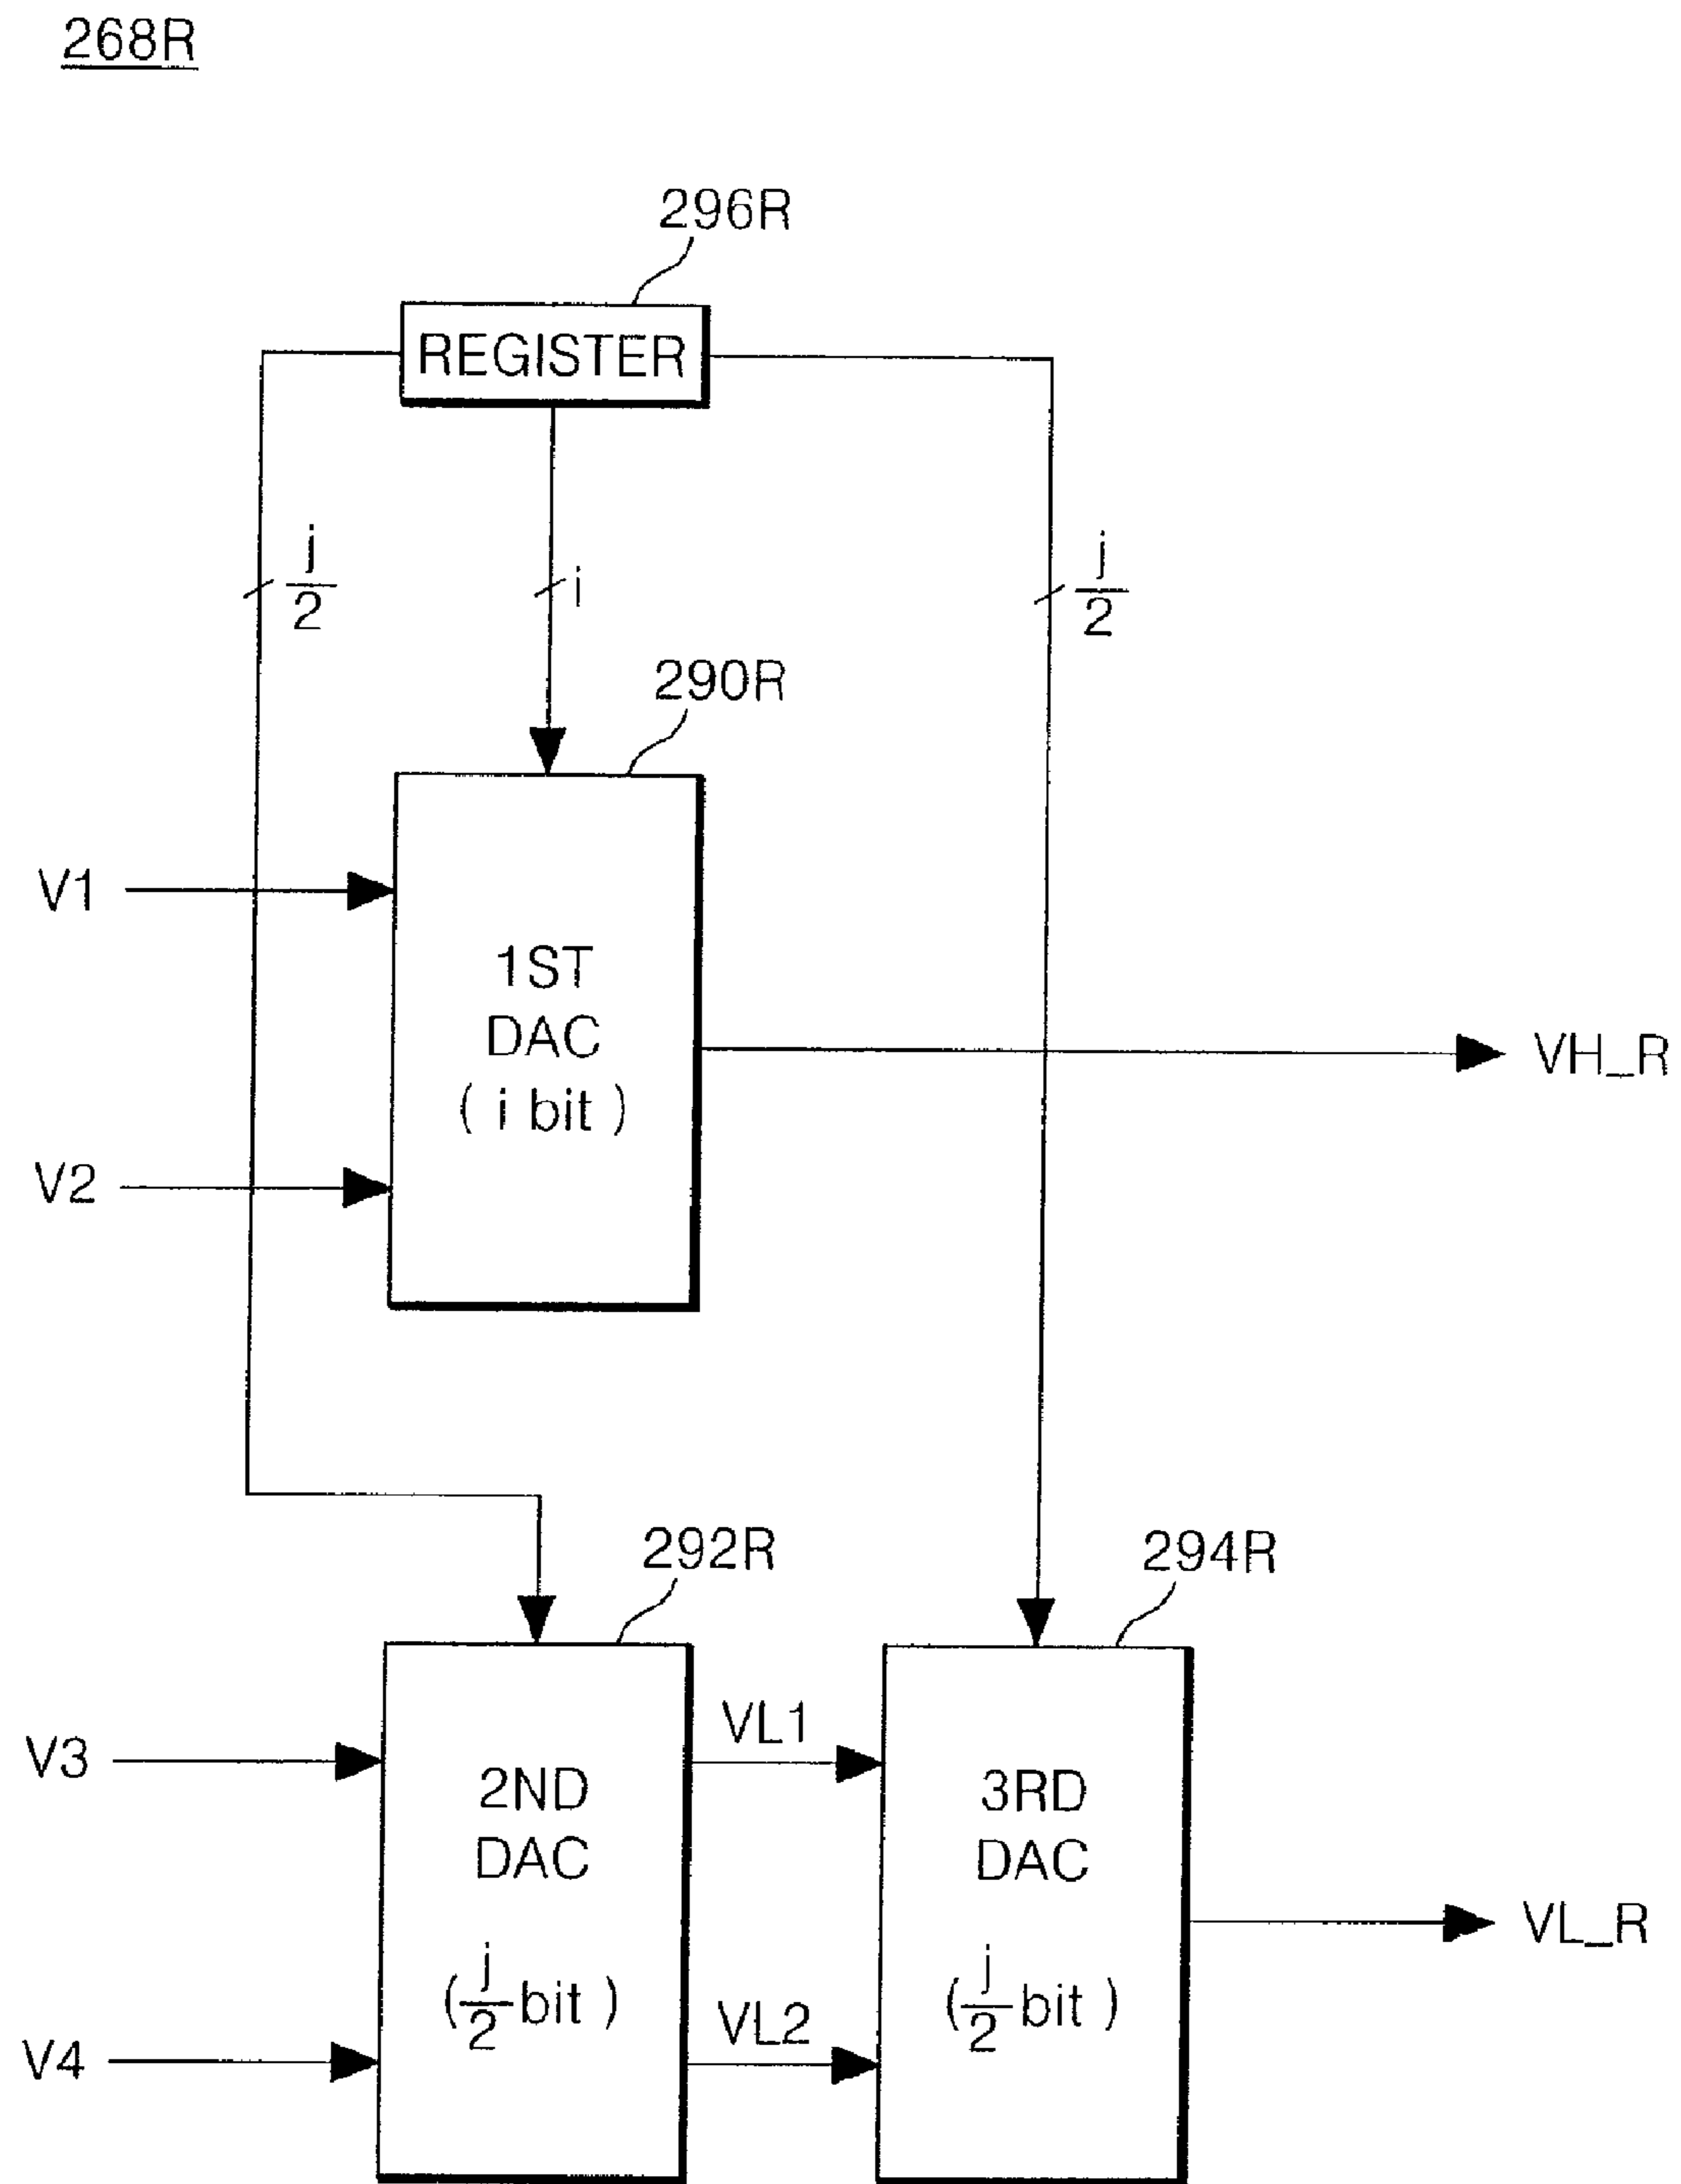 268R
296R
REGISTER
j
2
i
j
2
290R
V1
1ST
DAC
( i bit )
VH_R
V2
292R
294R
V3
VL1
2ND
DAC
3RD
DAC
VL_R
( j/2 bit )
( j/2 bit )
V4
VL2